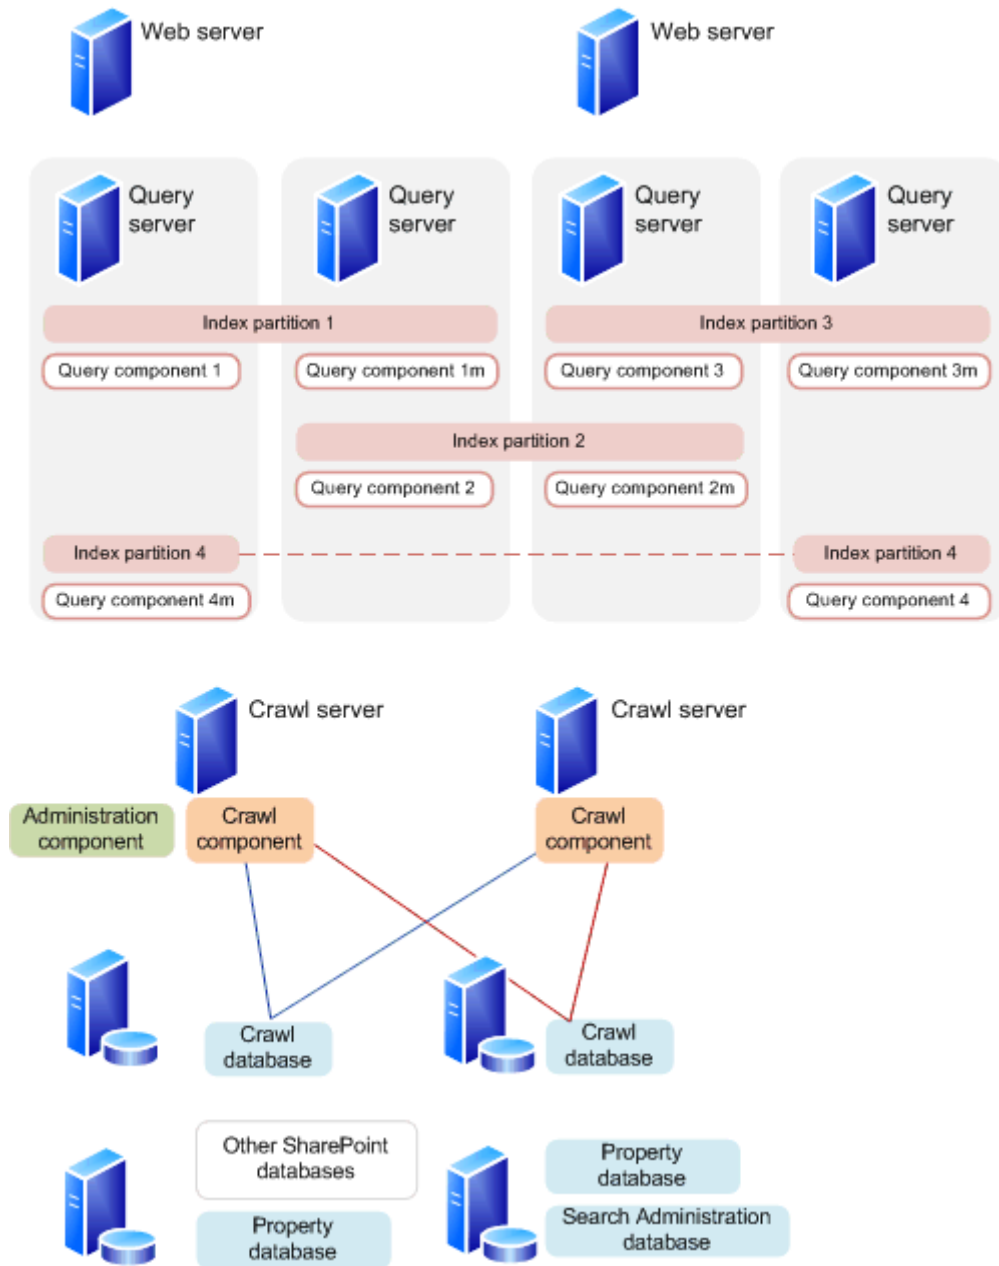 Web server
Web server
Query
server
Query
server
Query
server
Query
server
Index partition 1
Index partition 3
Query component 1
Query component 1m
Query component 3
Query component 3m
Index partition 2
Query component 2
Query component 2m
Index partition 4
Index partition 4
Query component 4m
Query component 4
Crawl server
Crawl server
Administration
component
Crawl
component
Crawl
component
Crawl
database
Crawl
database
Other SharePoint
databases
Property
database
Property
database
Search Administration
database